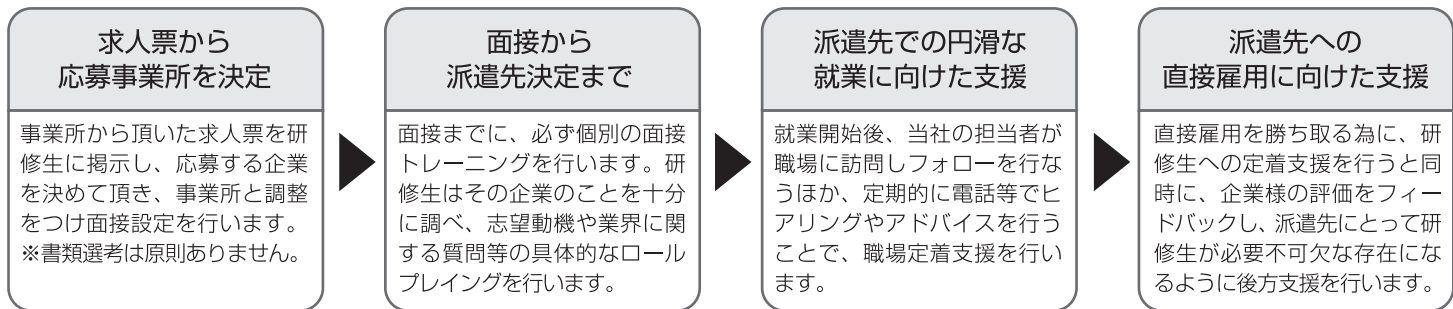 求人票から
応募事業所を決定
事業所から頂いた求人票を研
修生に掲示し、応募する企業
を決めて頂き、事業所と調整
をつけ面接設定を行います。
※書類選考は原則ありません。
面接から
派遣先決定まで
面接までに、必ず個別の面接
トレーニングを行います。研
修生はその企業のことを十分
に調べ、志望動機や業界に関
する質問等の具体的なロール
プレイングを行います。
派遣先での円滑な
就業に向けた支援
就業開始後、当社の担当者が
職場に訪問しフォローを行な
うほか、定期的に電話等でヒ
アリングやアドバイスを行う
ことで、職場定着支援を行い
ます。
派遣先への
直接雇用に向けた支援
直接雇用を勝ち取る為に、研
修生への定着支援を行うと同
時に、企業様の評価をフィー
ドバックし、派遣先にとって研
修生が必要不可欠な存在にな
るように後方支援を行います。